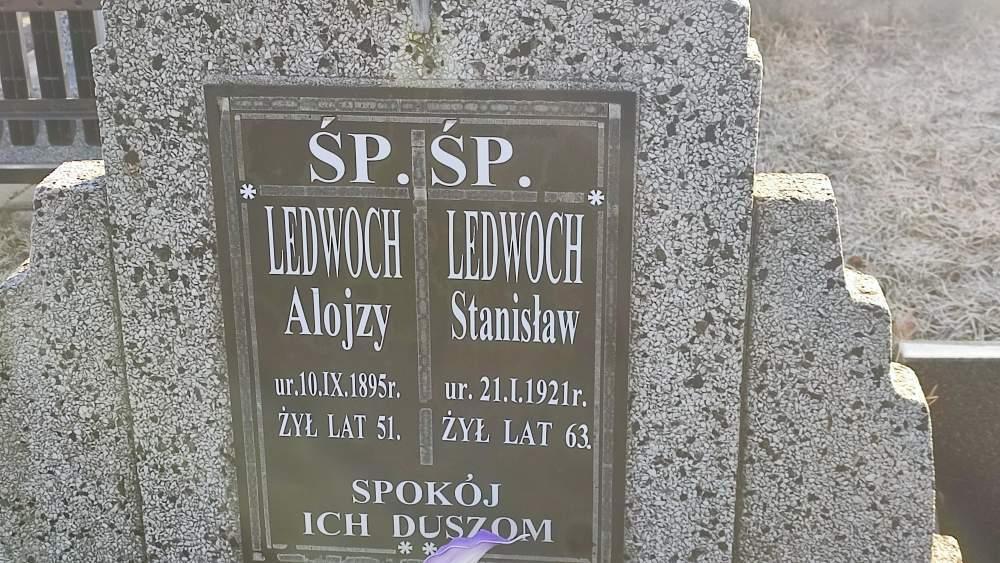 ŚP. ŚP.
LEDWOCH
Alojzy
ur.10.IX.1895r.
ŻYŁ LAT 51.
LEDWOCH
Stanisław
ur. 21.I.1921r.
ŻYŁ LAT 63.
SPOKÓJ
ICH DUSZOM